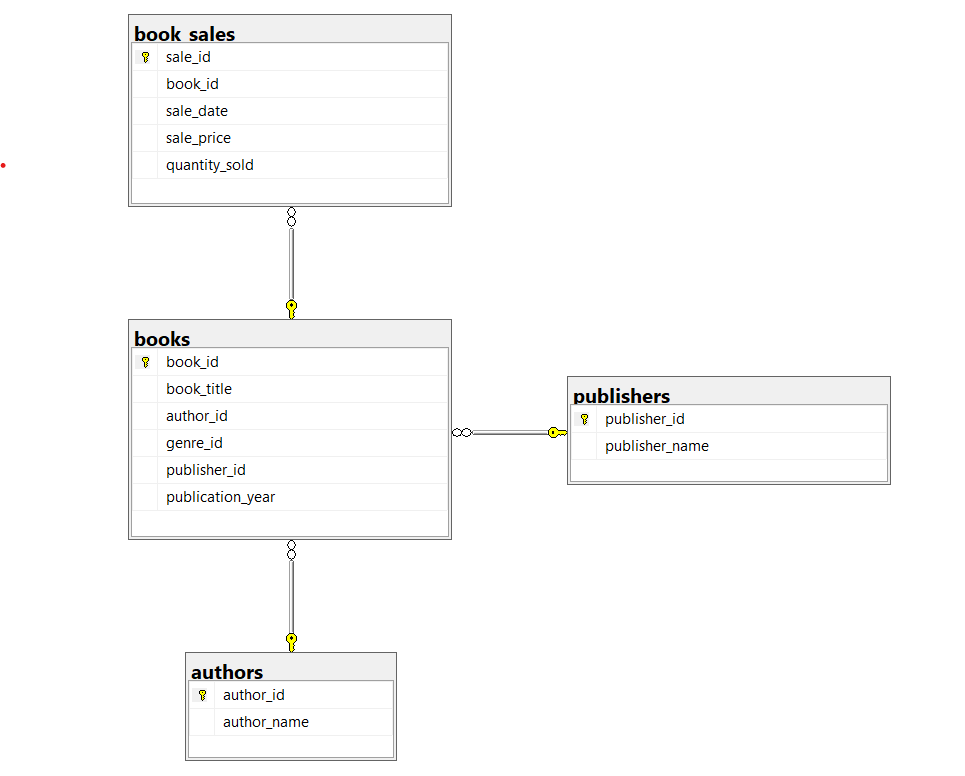 book_sales
sale_id
book_id
sale_date
sale_price
quantity_sold
books
book_id
book_title
author_id
genre_id
publisher_id
publication_year
publishers
publisher_id
publisher_name
authors
author_id
author_name